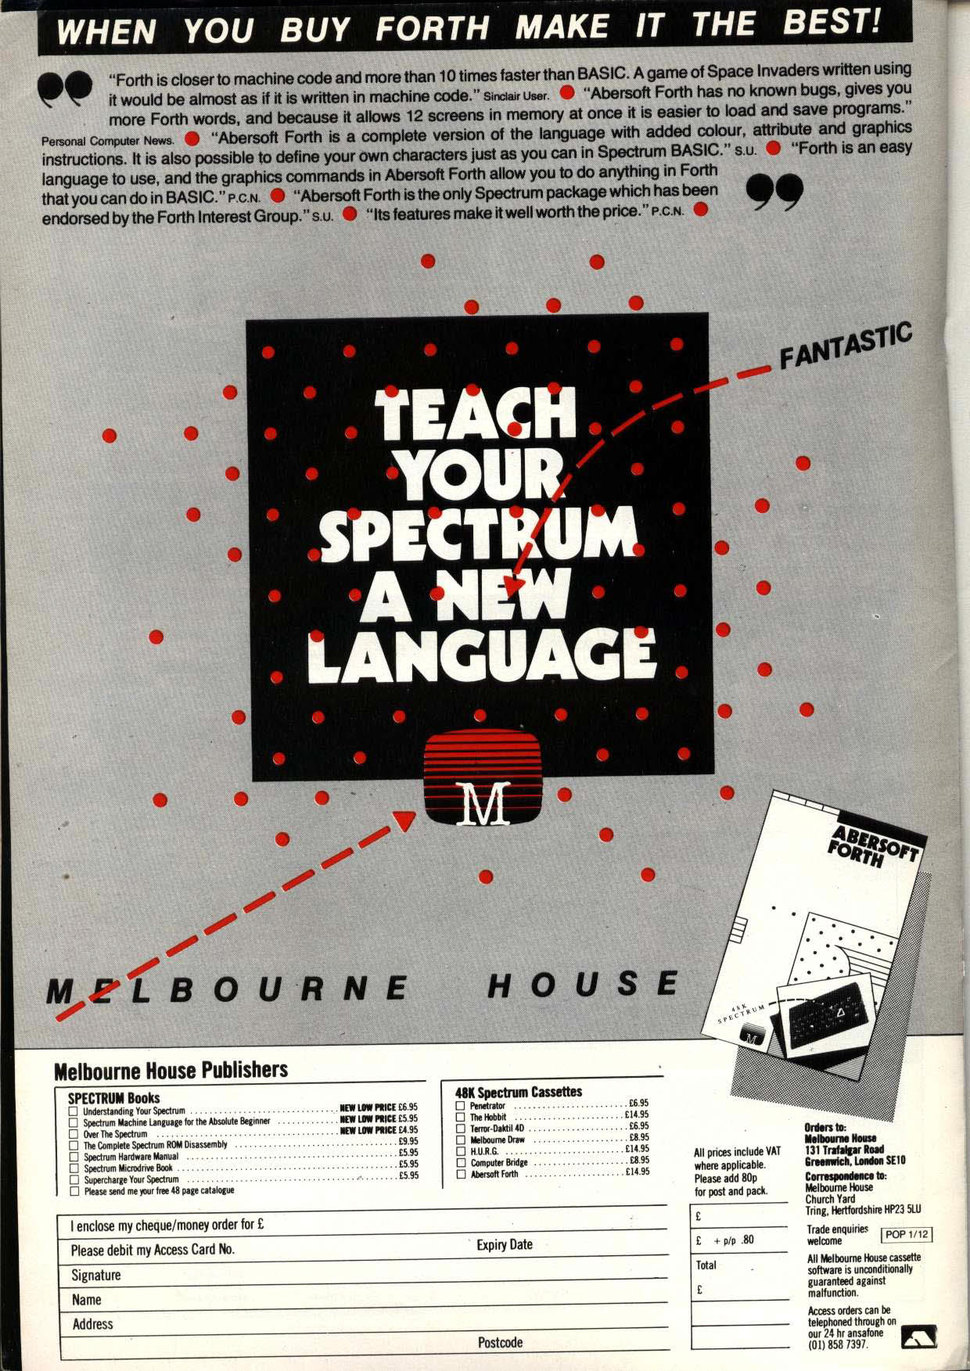 WHEN YOU BUY FORTH MAKE IT THE BEST!
"Forth is closer to machine code and more than 10 times faster than BASIC. A game of Space Invaders written using
it would be almost as if it is written in machine code." Sinclair User. ● "Abersoft Forth has no known bugs, gives you
more Forth words, and because it allows 12 screens in memory at once it is easier to load and save programs."
Personal Computer News. ● "Abersoft Forth is a complete version of the language with added colour, attribute and graphics
instructions. It is also possible to define your own characters just as you can in Spectrum BASIC." S.U. ● "Forth is an easy
language to use, and the graphics commands in Abersoft Forth allow you to do anything in Forth
that you can do in BASIC." P.C.N. ● "Abersoft Forth is the only Spectrum package which has been
endorsed by the Forth Interest Group." S.U. ● "Its features make it well worth the price." P.C.N. ●
FANTASTIC
TEACH
YOUR
SPECTRUM
A NEW
LANGUAGE
M
ABERSOFT
FORTH
48K
SPECTRUM
M
MELBOURNE HOUSE
Melbourne House Publishers
SPECTRUM Books
Understanding Your Spectrum NEW LOW PRICE £6.95
Spectrum Machine Language for the Absolute Beginner NEW LOW PRICE £5.95
Over The Spectrum NEW LOW PRICE £4.95
The Complete Spectrum ROM Disassembly £9.95
Spectrum Hardware Manual £5.95
Spectrum Microdrive Book £5.95
Supercharge Your Spectrum £5.95
Please send me your free 48 page catalogue
48K Spectrum Cassettes
Penetrator £6.95
The Hobbit £14.95
Terror-Daktil 4D £6.95
Melbourne Draw £8.95
H.U.R.G. £14.95
Computer Bridge £8.95
Abersoft Forth £14.95
All prices include VAT
where applicable.
Please add 80p
for post and pack.
£
£ + p/p .80
Total
£
I enclose my cheque/money order for £
Please debit my Access Card No. Expiry Date
Signature
Name
Address
Postcode
Orders to:
Melbourne House
131 Trafalgar Road
Greenwich, London SE10
Correspondence to:
Melbourne House
Church Yard
Tring, Hertfordshire HP23 5LU
Trade enquiries
welcome
POP 1/12
All Melbourne House cassette
software is unconditionally
guaranteed against
malfunction.
Access orders can be
telephoned through on
our 24 hr ansafone
(01) 858 7397.